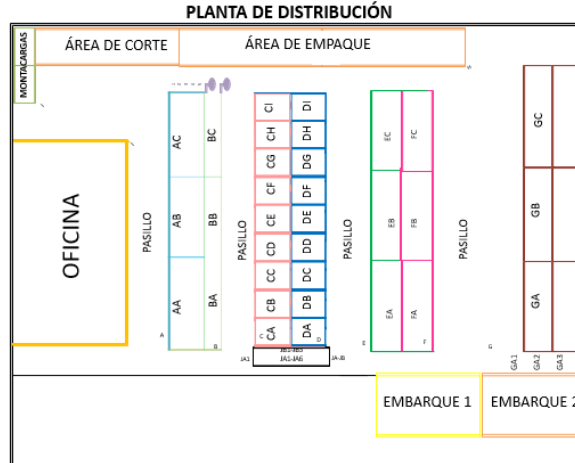 PLANTA DE DISTRIBUCIÓN
MONTACARGAS
ÁREA DE CORTE
ÁREA DE EMPAQUE
OFICINA
PASILLO
AC
AB
AA
A
BC
BB
BA
B
PASILLO
CI
CH
CG
CF
CE
CD
CC
CB
CA
C
DI
DH
DG
DF
DE
DD
DC
DB
DA
D
JA1
JA1-JA6
JA-JB
PASILLO
EC
EB
EA
E
FC
FB
FA
F
PASILLO
GC
GB
GA
G
GA1
GA2
GA3
EMBARQUE 1
EMBARQUE 2